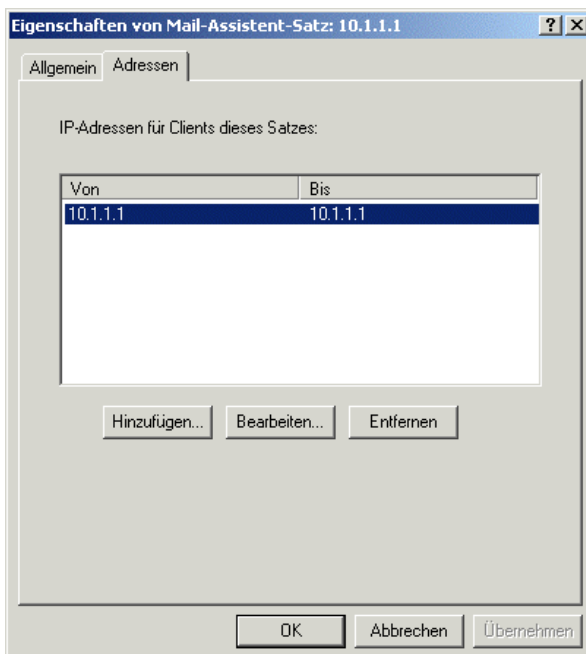 Eigenschaften von Mail-Assistent-Satz: 10.1.1.1
Allgemein Adressen
IP-Adressen für Clients dieses Satzes:
Von Bis
10.1.1.1 10.1.1.1
Hinzufügen... Bearbeiten... Entfernen
OK Abbrechen Übernehmen